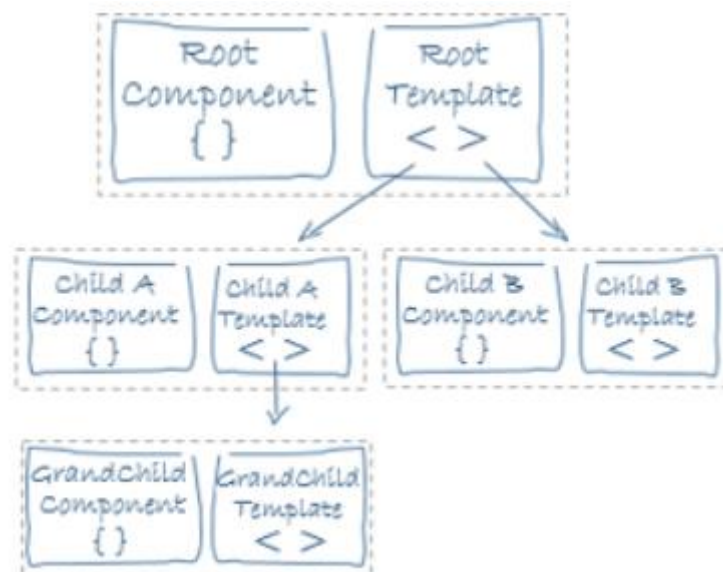 Root
Component
{ }
Root
Template
< >
Child A
Component
{ }
Child A
Template
< >
Child B
Component
{ }
Child B
Template
< >
GrandChild
Component
{ }
GrandChild
Template
< >